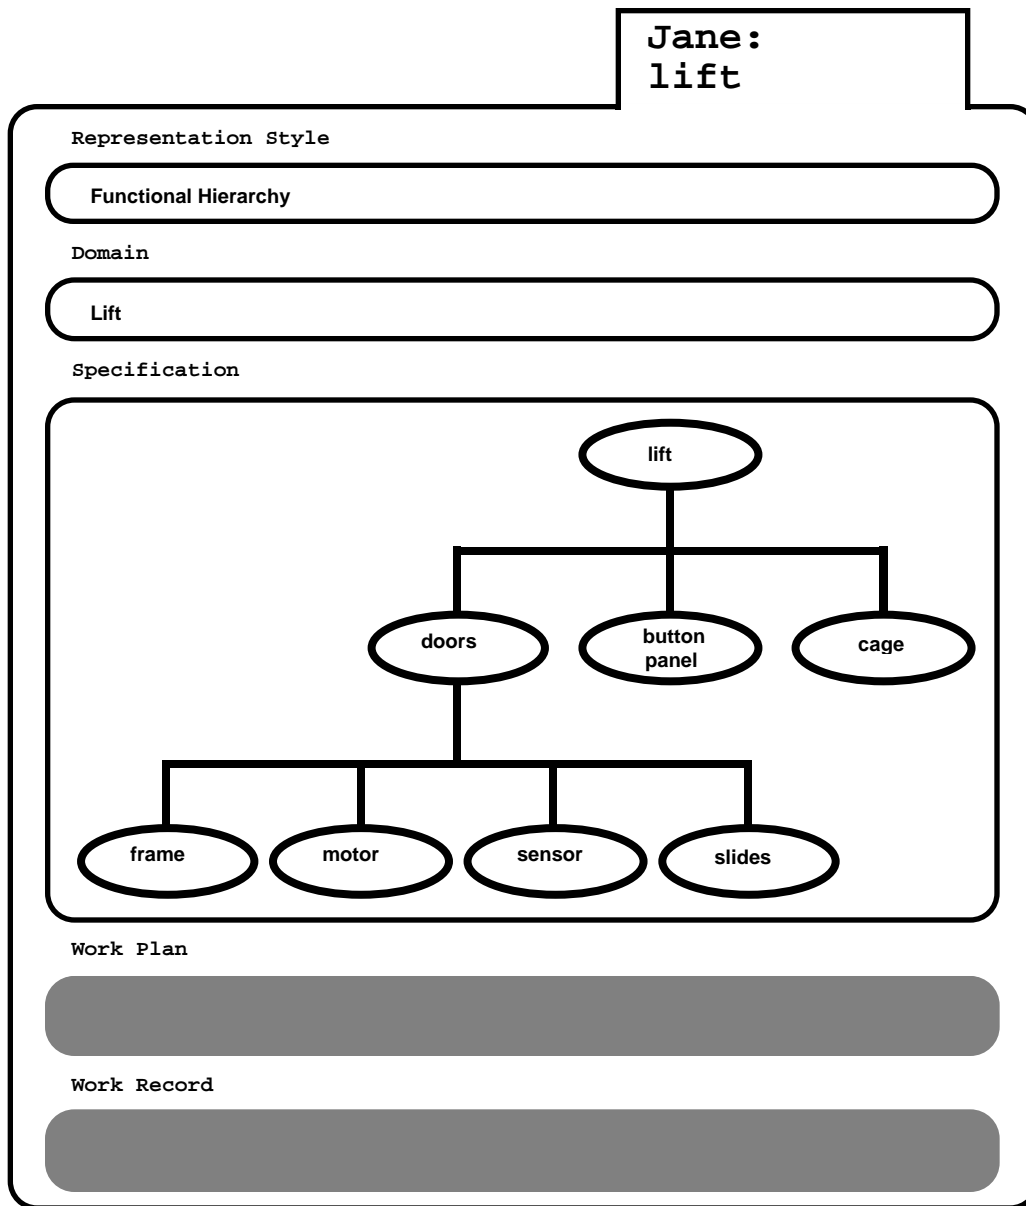 Jane:
lift
Representation Style
Functional Hierarchy
Domain
Lift
Specification
lift
doors
button
panel
cage
frame
motor
sensor
slides
Work Plan
Work Record